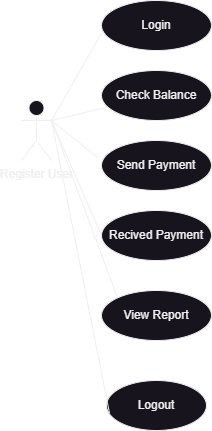 Login
Check Balance
Send Payment
Register User
Recived Payment
View Report
Logout